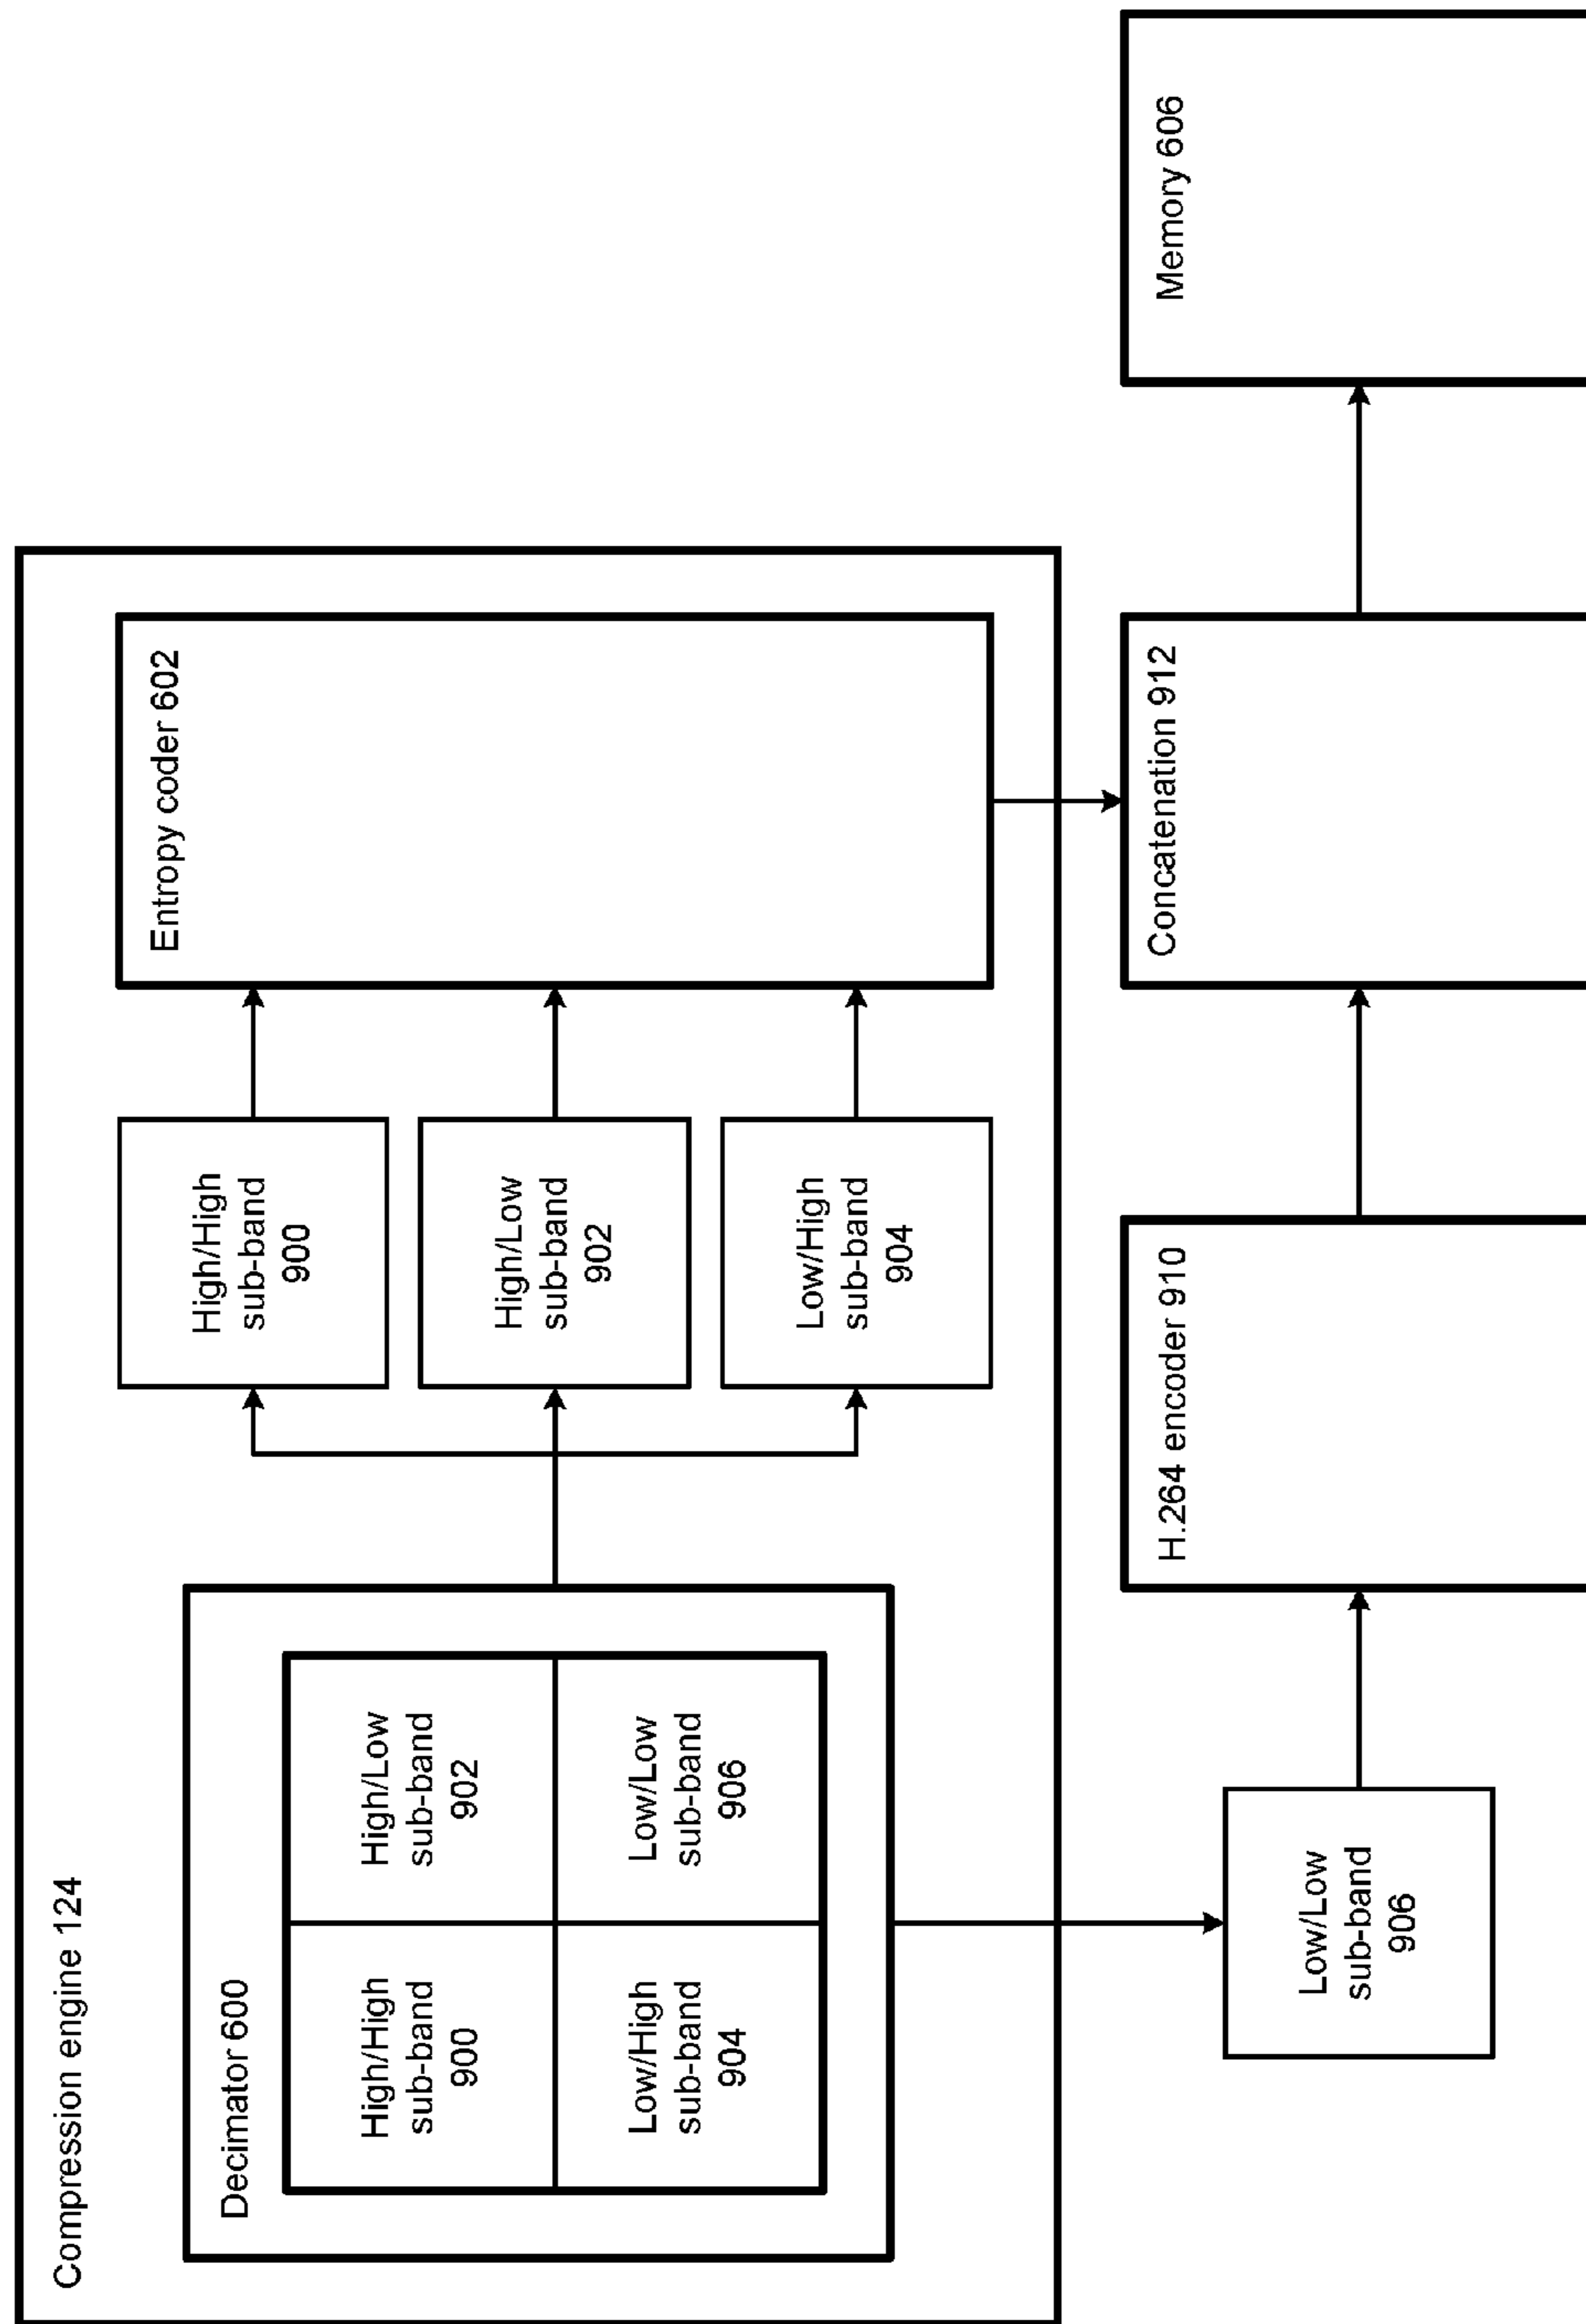 Compression engine 124
Decimator 600
High/High
sub-band
900
High/Low
sub-band
902
Low/High
sub-band
904
Low/Low
sub-band
906
High/High
sub-band
900
High/Low
sub-band
902
Low/High
sub-band
904
Entropy coder 602
Low/Low
sub-band
906
H.264 encoder 910
Concatenation 912
Memory 606